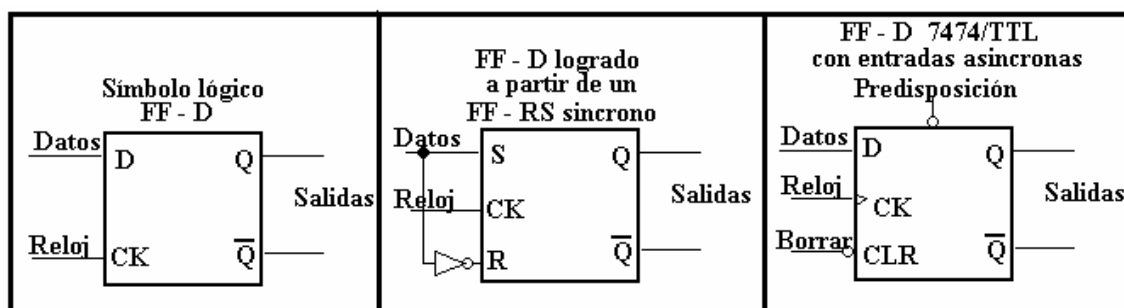 Símbolo lógico
FF - D
Datos
D
Q
Salidas
Reloj
CK
Q
FF - D logrado
a partir de un
FF - RS sincrono
Datos
S
Q
Reloj
CK
Salidas
R
Q
FF - D 7474/TTL
con entradas asincronas
Predisposición
Datos
D
Q
Reloj
CK
Salidas
Borrar
CLR
Q